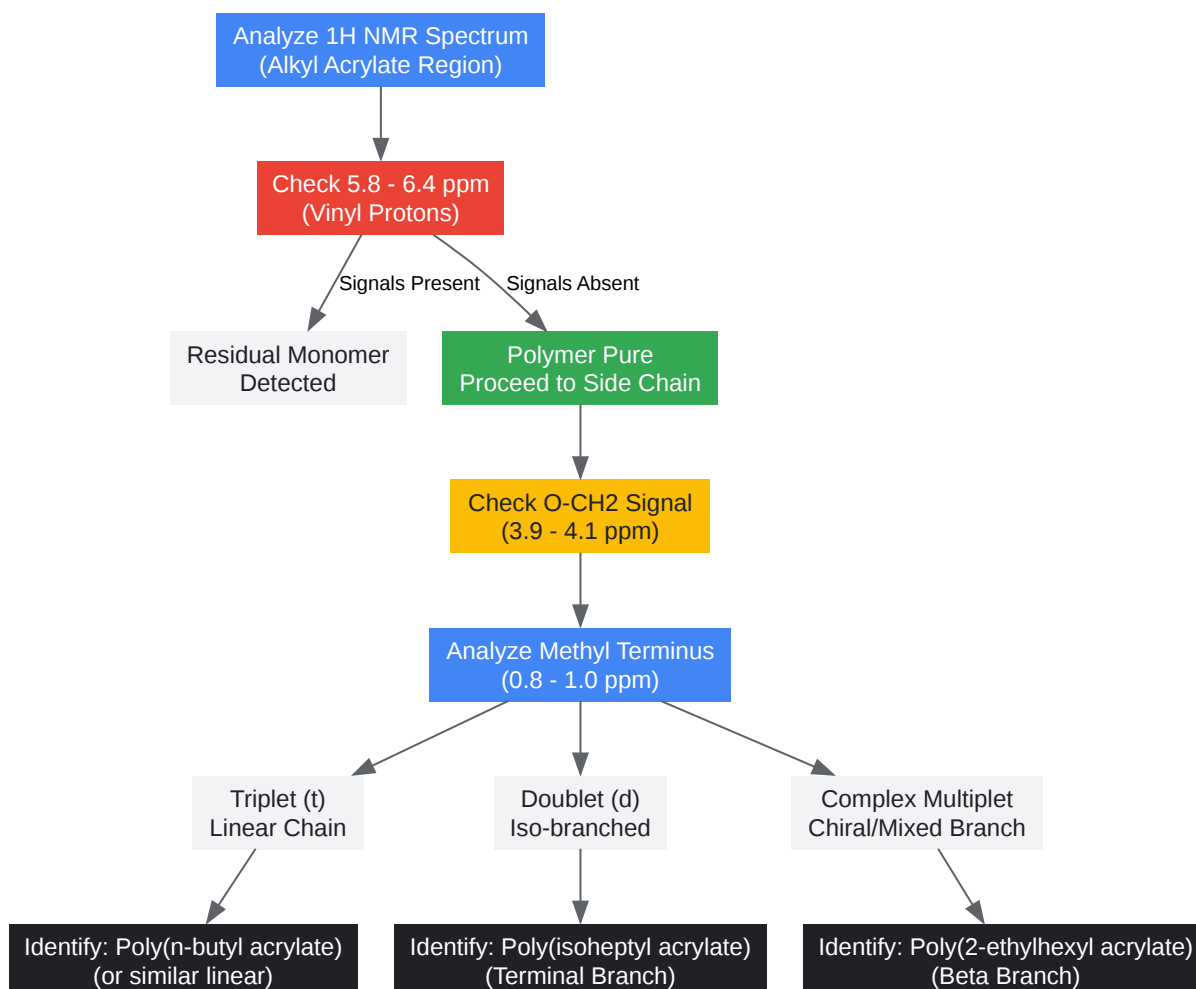 Analyze 1H NMR Spectrum
(Alkyl Acrylate Region)
Check 5.8 - 6.4 ppm
(Vinyl Protons)
Signals Present
Signals Absent
Residual Monomer
Detected
Polymer Pure
Proceed to Side Chain
Check O-CH2 Signal
(3.9 - 4.1 ppm)
Analyze Methyl Terminus
(0.8 - 1.0 ppm)
Triplet (t)
Linear Chain
Doublet (d)
Iso-branched
Complex Multiplet
Chiral/Mixed Branch
Identify: Poly(n-butyl acrylate)
(or similar linear)
Identify: Poly(isoheptyl acrylate)
(Terminal Branch)
Identify: Poly(2-ethylhexyl acrylate)
(Beta Branch)